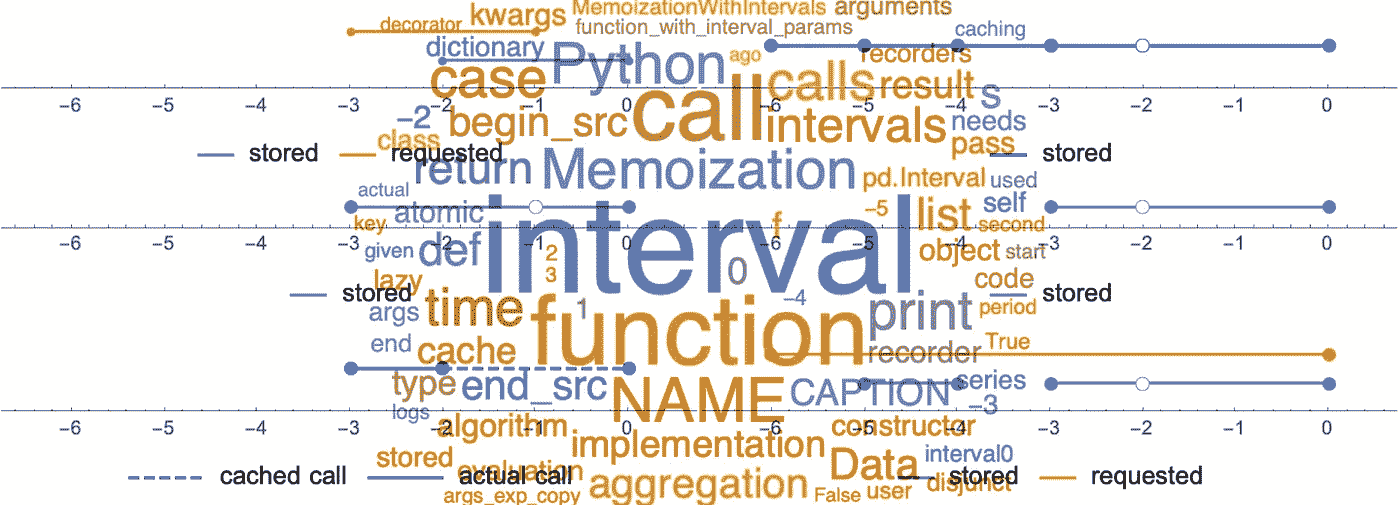 MemoizationWithIntervals arguments
decorator kwargs function_with_interval_params caching
dictionary Python ago recorders
case call calls result s
-6 -5 -4 -3 -2 -1 0 -6 -5 -4 -3 -2 -1 0
-2 begin_src intervals needs
class pass
stored requested stored
return Memoization pd.Interval used
actual -5 list self
key atomic f second
-6 -5 -4 -3 -2 -1 0 -6 -5 -4 -3 -2 -1 0
given def 2 interval 0 object start
lazy 3 code
stored 1 -4 stored
args time function print period
end cache recorder True
type end_src NAME CAPTION series
logs -3
-6 -5 -4 -3 -2 -1 0 -6 -5 -4 -3 -2 -1 0
algorithm implementation constructor
stored evaluation Data interval0
cached call actual call stored requested
args_exp_copy aggregation False user disjunct